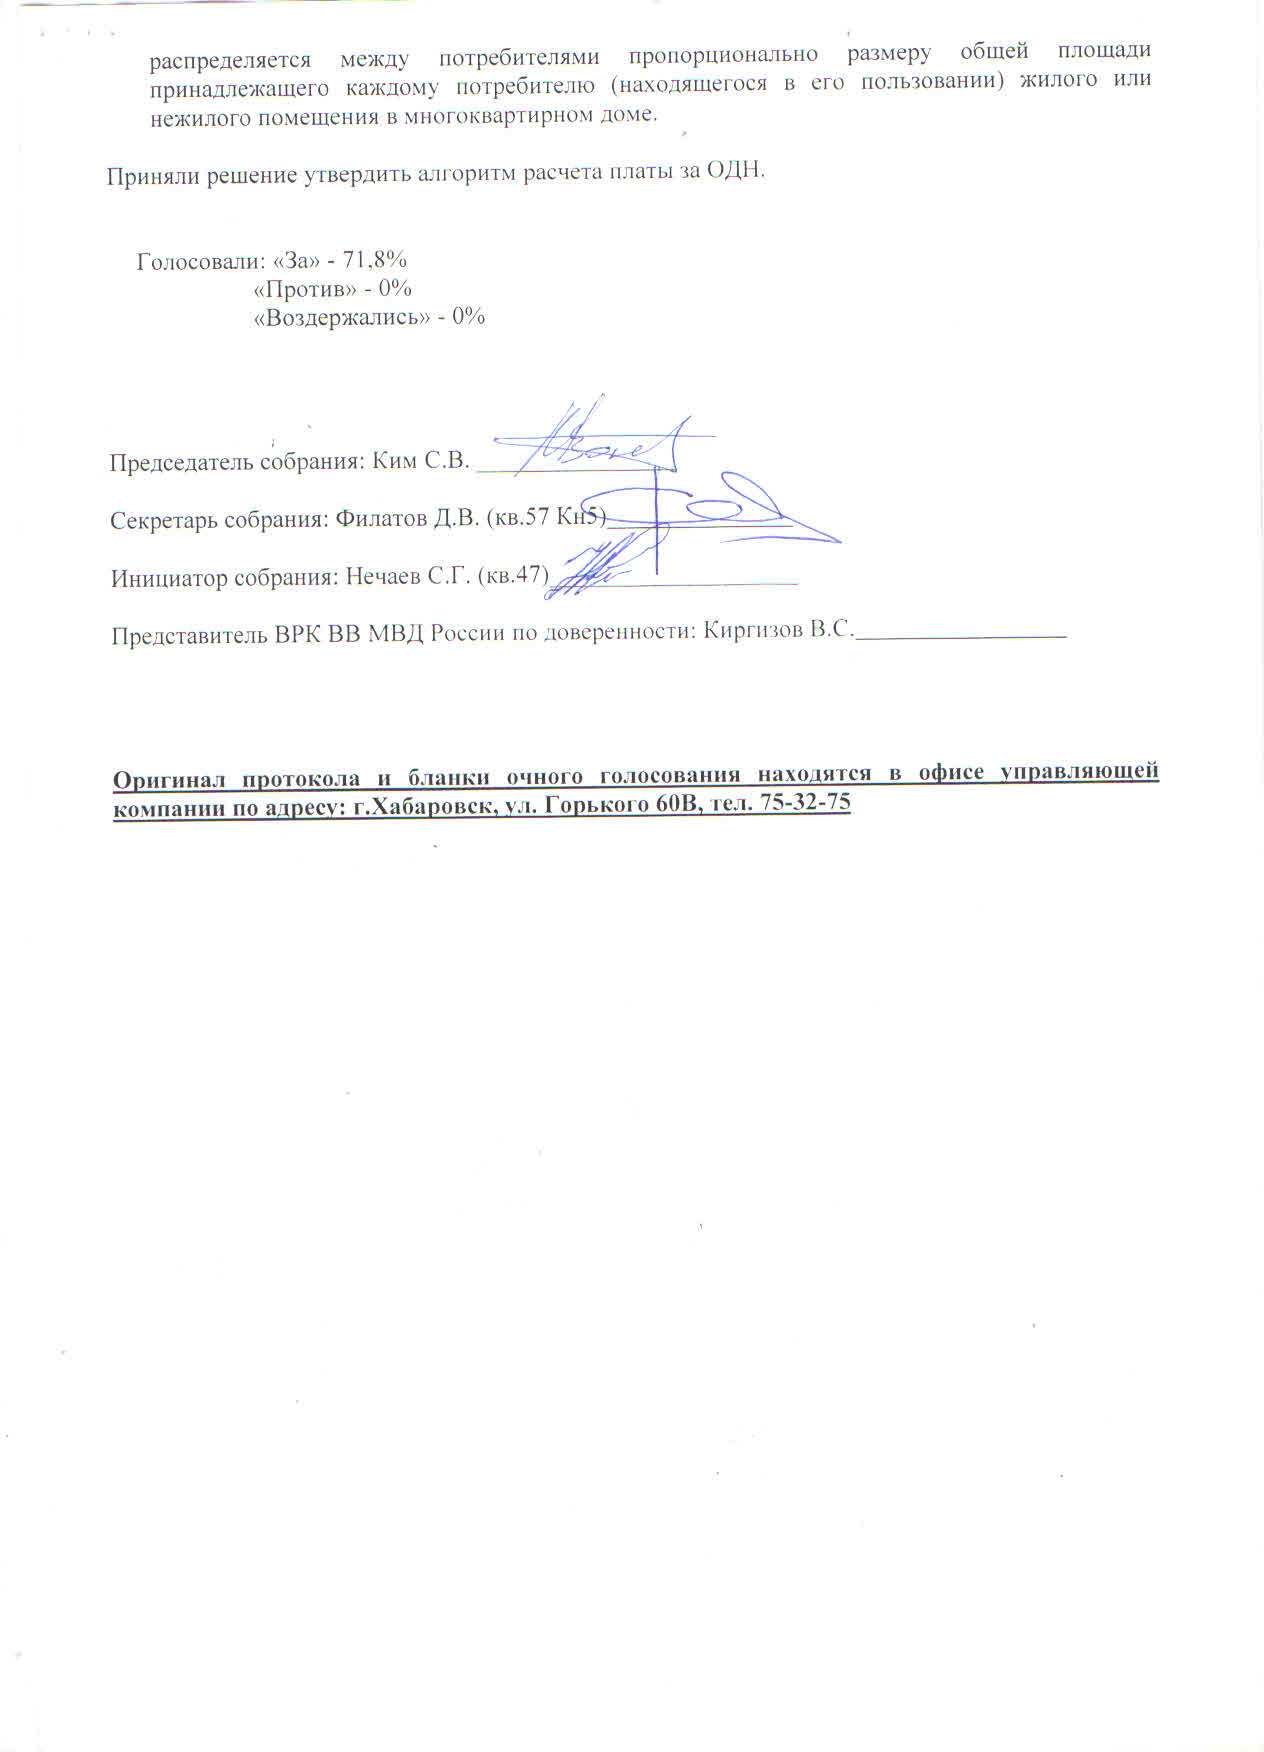 распределяется между потребителями пропорционально размеру общей площади
принадлежащего каждому потребителю (находящегося в его пользовании) жилого или
нежилого помещения в многоквартирном доме.
Приняли решение утвердить алгоритм расчета платы за ОДН.
Голосовали: «За» - 71,8%
«Против» - 0%
«Воздержались» - 0%
Председатель собрания: Ким С.В.
Секретарь собрания: Филатов Д.В. (кв.57 Кн5)
Инициатор собрания: Нечаев С.Г. (кв.47)
Представитель ВРК ВВ МВД России по доверенности: Киргизов В.С.
Оригинал протокола и бланки очного голосования находятся в офисе управляющей
компании по адресу: г.Хабаровск, ул. Горького 60В, тел. 75-32-75